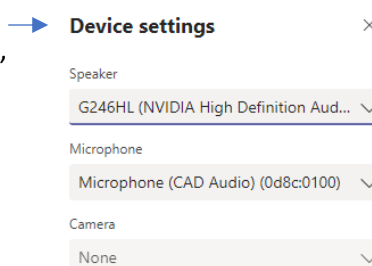 Device settings
,
Speaker
G246HL (NVIDIA High Definition Aud...
Microphone
Microphone (CAD Audio) (0d8c:0100)
Camera
None